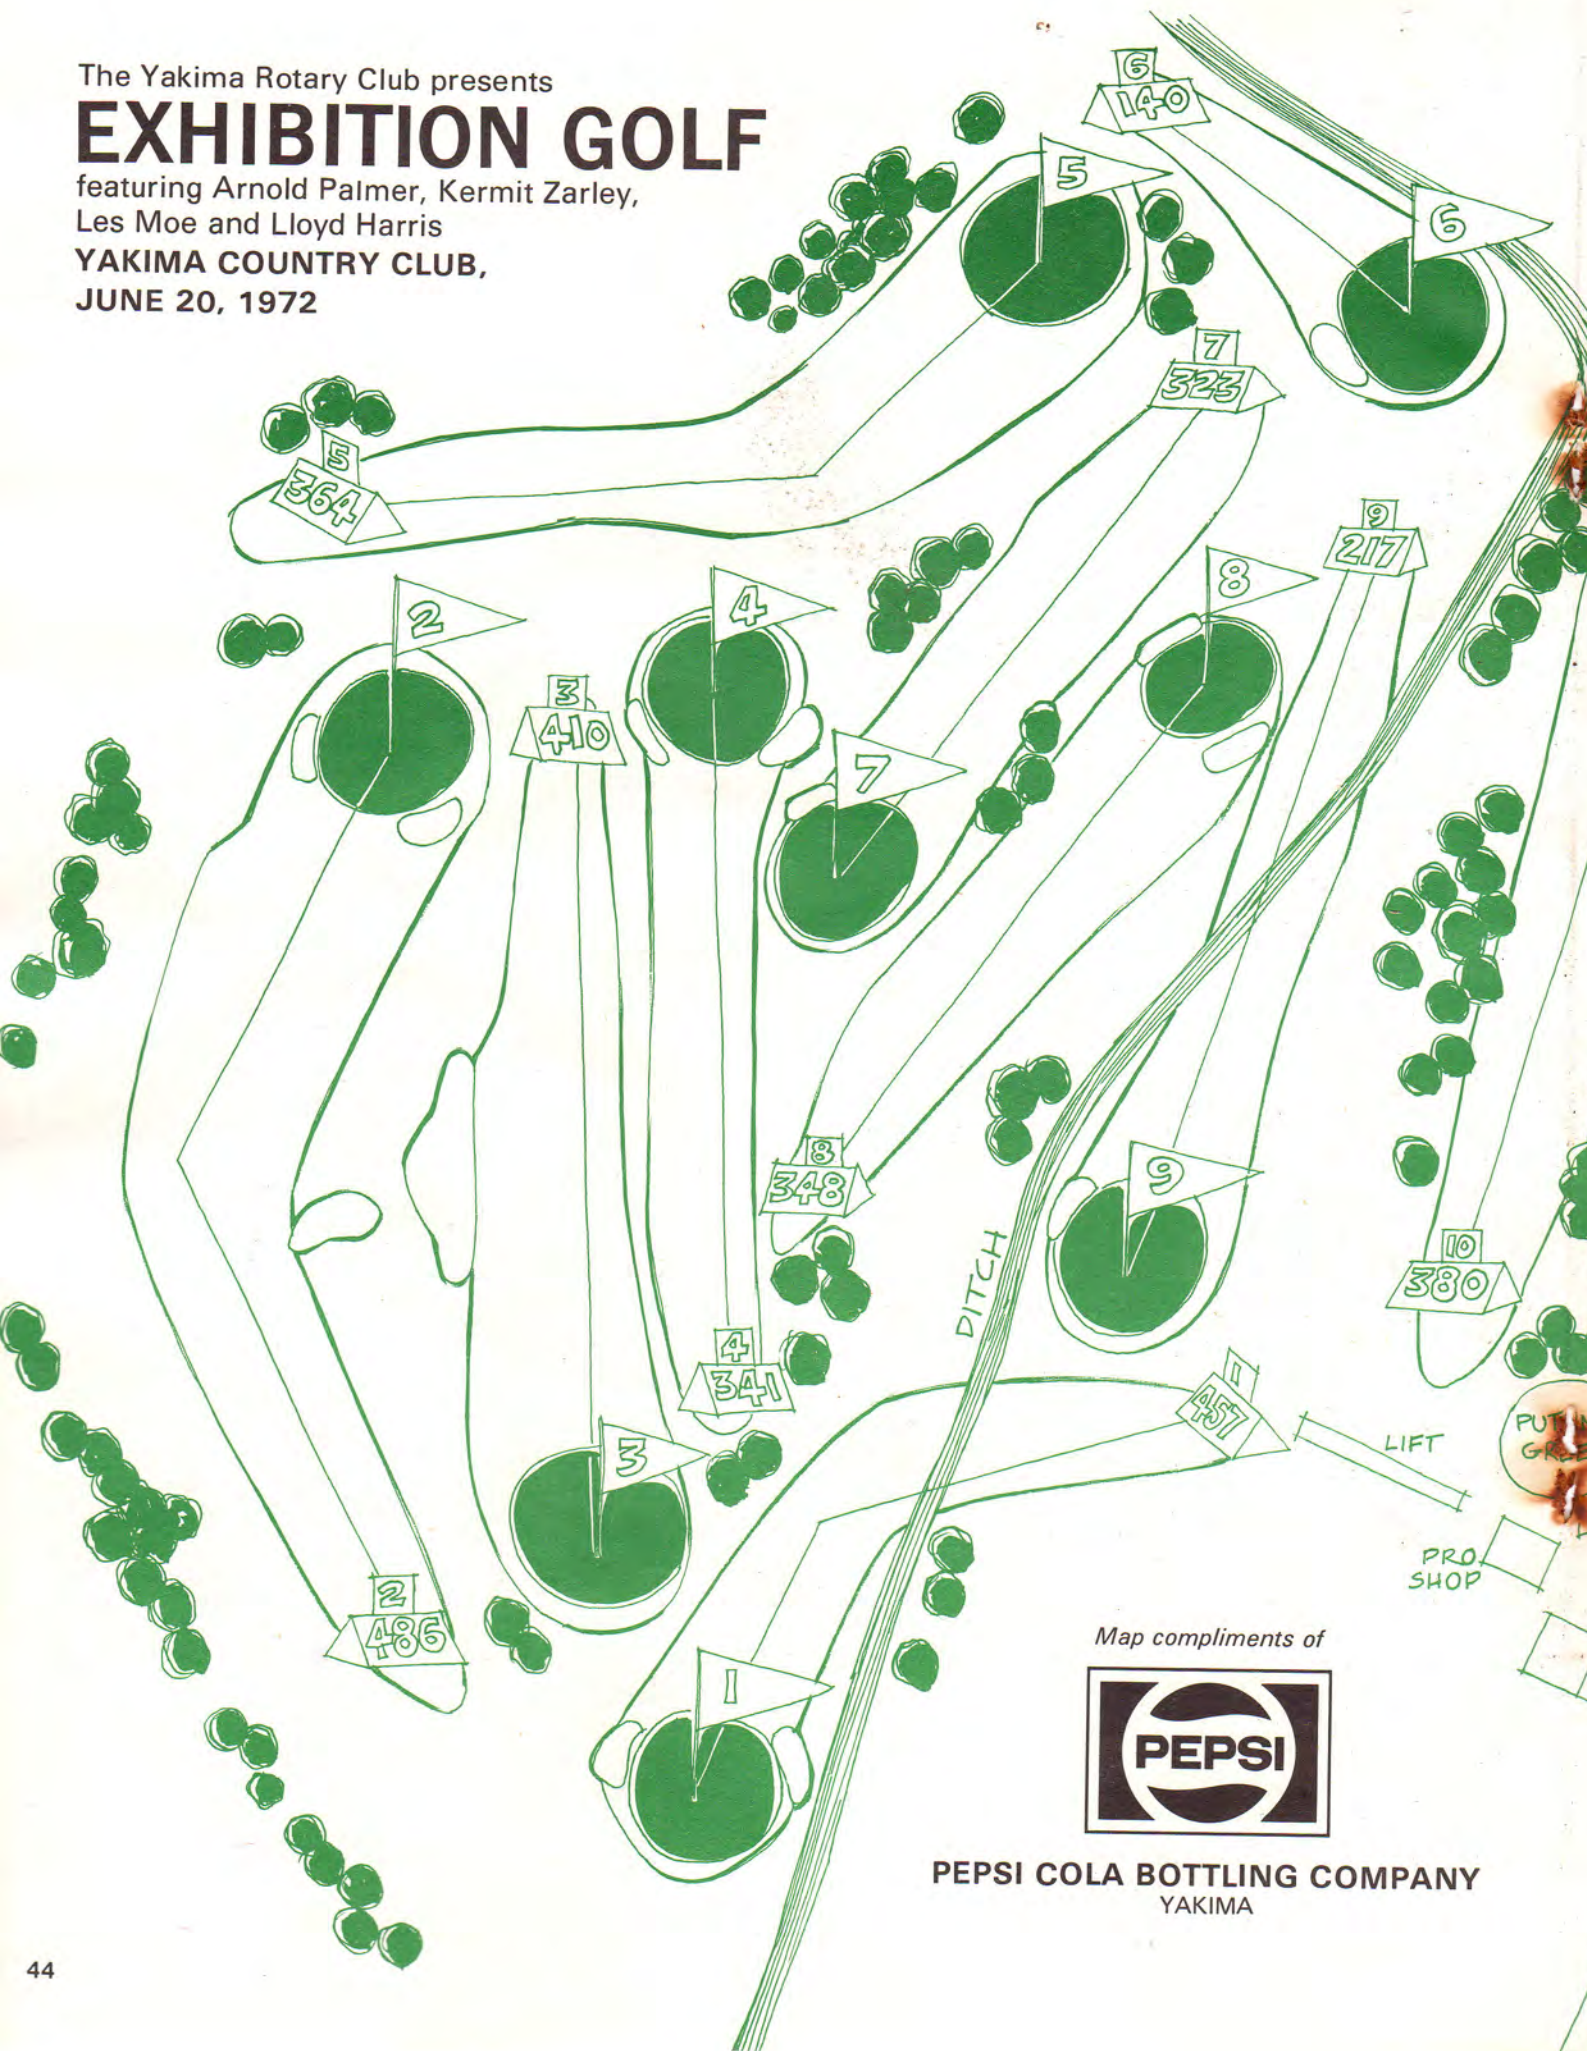 The Yakima Rotary Club presents
EXHIBITION GOLF
featuring Arnold Palmer, Kermit Zarley,
Les Moe and Lloyd Harris
YAKIMA COUNTRY CLUB,
JUNE 20, 1972
6
140
5
6
7
323
5
364
9
217
2
4
8
3
410
7
8
348
9
DITCH
10
380
4
341
1
457
LIFT
3
PRO
SHOP
2
486
1
Map compliments of
PEPSI
PEPSI COLA BOTTLING COMPANY
YAKIMA
44